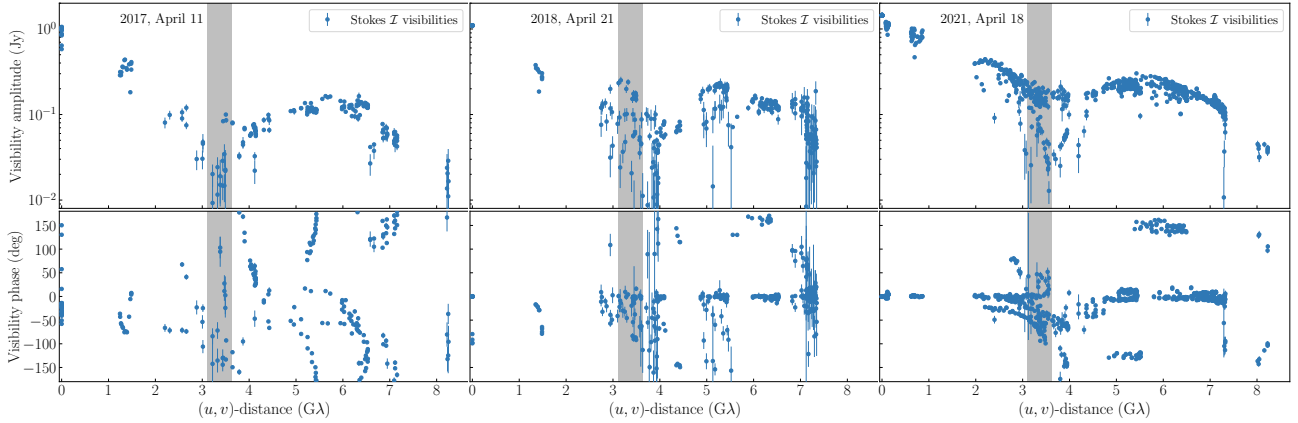 2017, April 11
Stokes I visibilities
2018, April 21
Stokes I visibilities
2021, April 18
Stokes I visibilities
Visibility amplitude (Jy)
10⁰
10⁻¹
10⁻²
Visibility phase (deg)
150
100
50
0
−50
−100
−150
0 1 2 3 4 5 6 7 8
0 1 2 3 4 5 6 7 8
0 1 2 3 4 5 6 7 8
(u, v)-distance (Gλ)
(u, v)-distance (Gλ)
(u, v)-distance (Gλ)